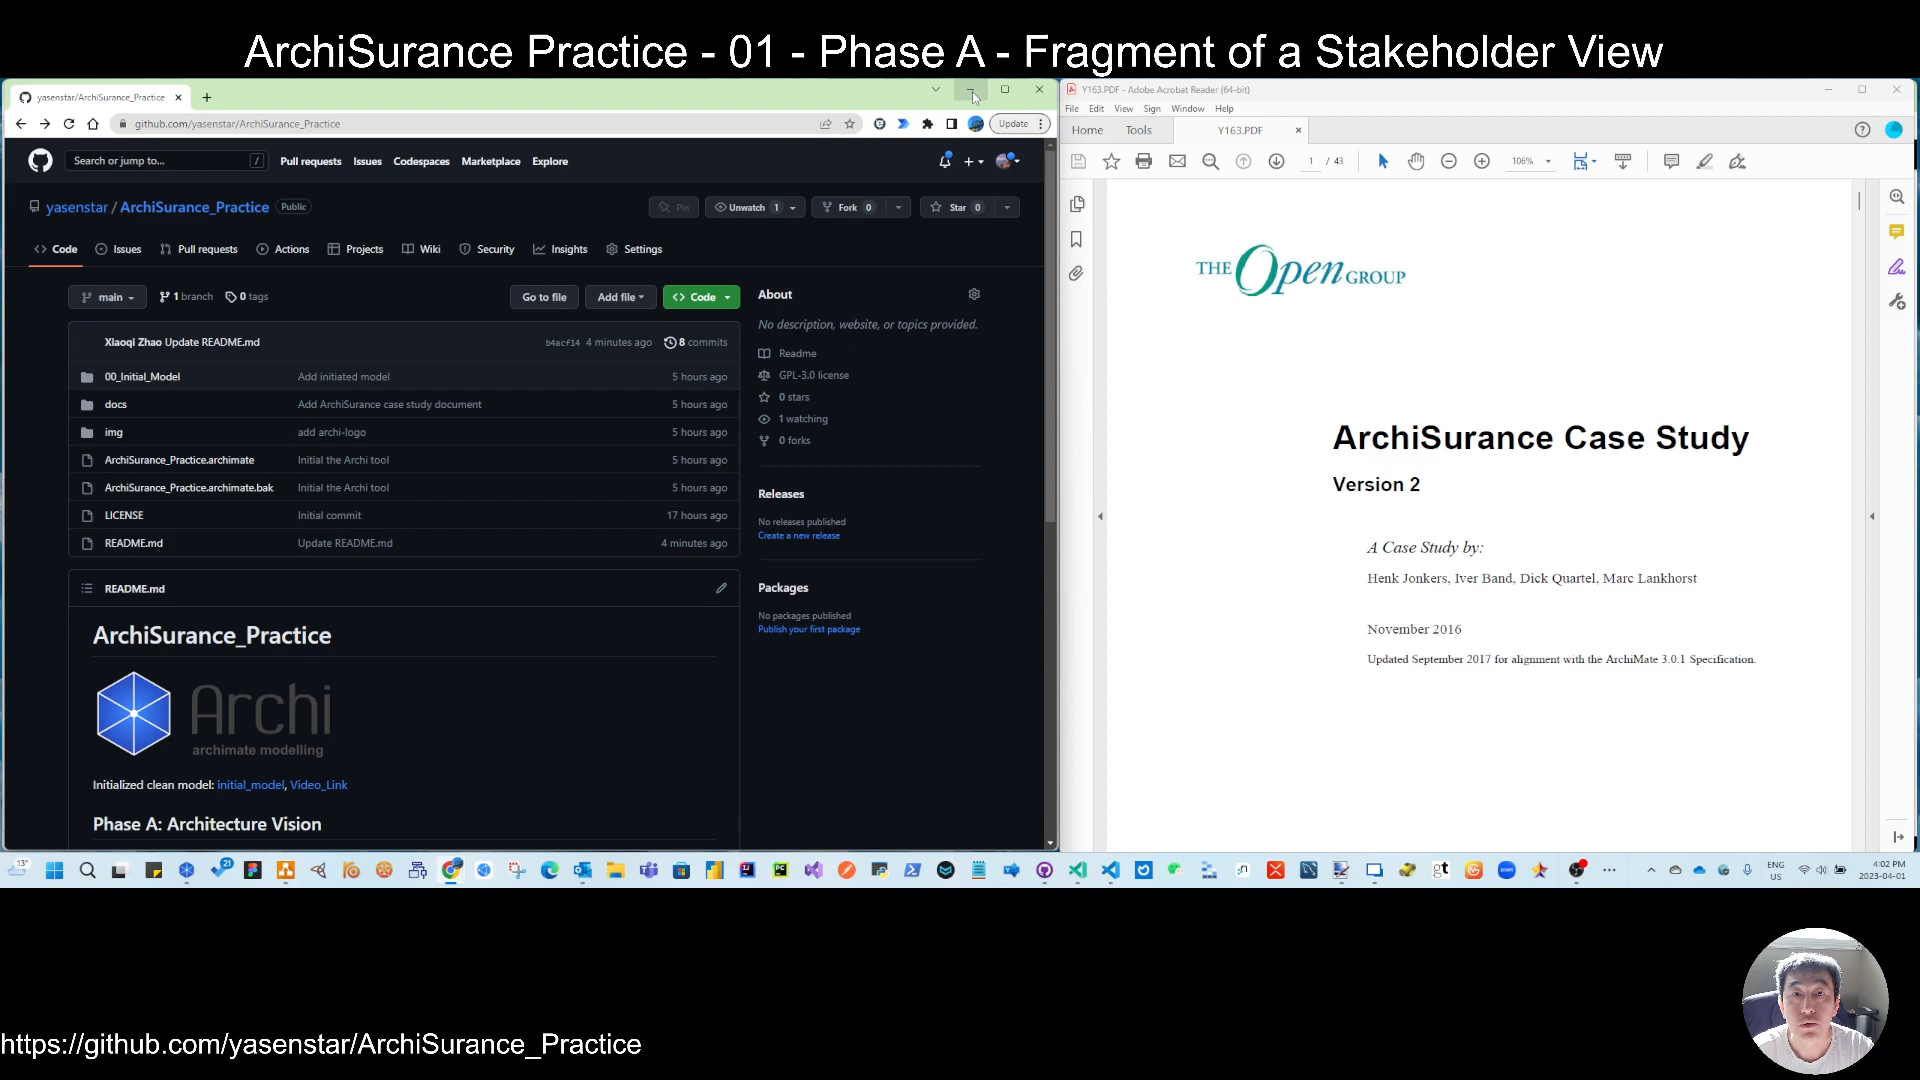 ArchiSurance Practice - 01 - Phase A - Fragment of a Stakeholder View
yasenstar/ArchiSurance_Practice
github.com/yasenstar/ArchiSurance_Practice
Update
Search or jump to...
/
Pull requests
Issues
Codespaces
Marketplace
Explore
yasenstar / ArchiSurance_Practice
Public
Pin
Unwatch 1
Fork 0
Star 0
Code
Issues
Pull requests
Actions
Projects
Wiki
Security
Insights
Settings
main
1 branch
0 tags
Go to file
Add file
Code
Xiaoqi Zhao Update README.md
b4acf14 4 minutes ago
8 commits
00_Initial_Model Add initiated model 5 hours ago
docs Add ArchiSurance case study document 5 hours ago
img add archi-logo 5 hours ago
ArchiSurance_Practice.archimate Initial the Archi tool 5 hours ago
ArchiSurance_Practice.archimate.bak Initial the Archi tool 5 hours ago
LICENSE Initial commit 17 hours ago
README.md Update README.md 4 minutes ago
README.md
ArchiSurance_Practice
Archi
archimate modelling
Initialized clean model: initial_model, Video_Link
Phase A: Architecture Vision
About
No description, website, or topics provided.
Readme
GPL-3.0 license
0 stars
1 watching
0 forks
Releases
No releases published
Create a new release
Packages
No packages published
Publish your first package
Y163.PDF - Adobe Acrobat Reader (64-bit)
File Edit View Sign Window Help
Home
Tools
Y163.PDF
1 / 43
106%
THE Open GROUP
ArchiSurance Case Study
Version 2
A Case Study by:
Henk Jonkers, Iver Band, Dick Quartel, Marc Lankhorst
November 2016
Updated September 2017 for alignment with the ArchiMate 3.0.1 Specification.
13°
21
ENG
US
4:02 PM
2023-04-01
https://github.com/yasenstar/ArchiSurance_Practice